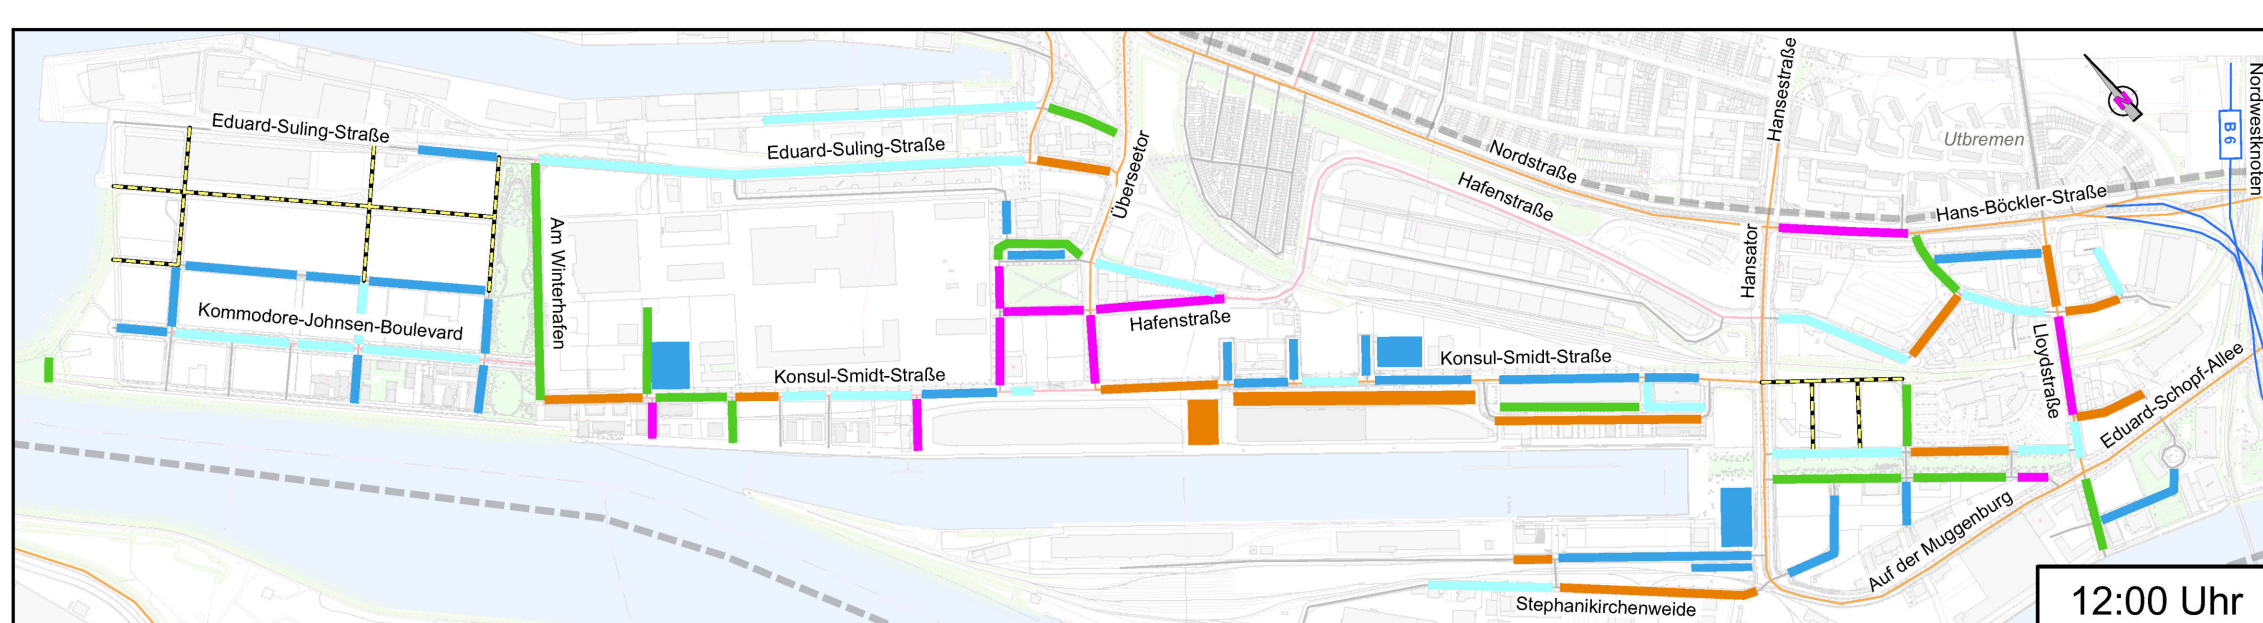 Eduard-Suling-Straße
Eduard-Suling-Straße
Überseetor
Nordstraße
Hafenstraße
Hansestraße
Utbremen
B 6
Nordwestknoten
Hans-Böckler-Straße
Am Winterhafen
Kommodore-Johnsen-Boulevard
Hafenstraße
Hansator
Konsul-Smidt-Straße
Konsul-Smidt-Straße
Lloydstraße
Eduard-Schopf-Allee
Auf der Muggenburg
Stephanikirchenweide
N
12:00 Uhr